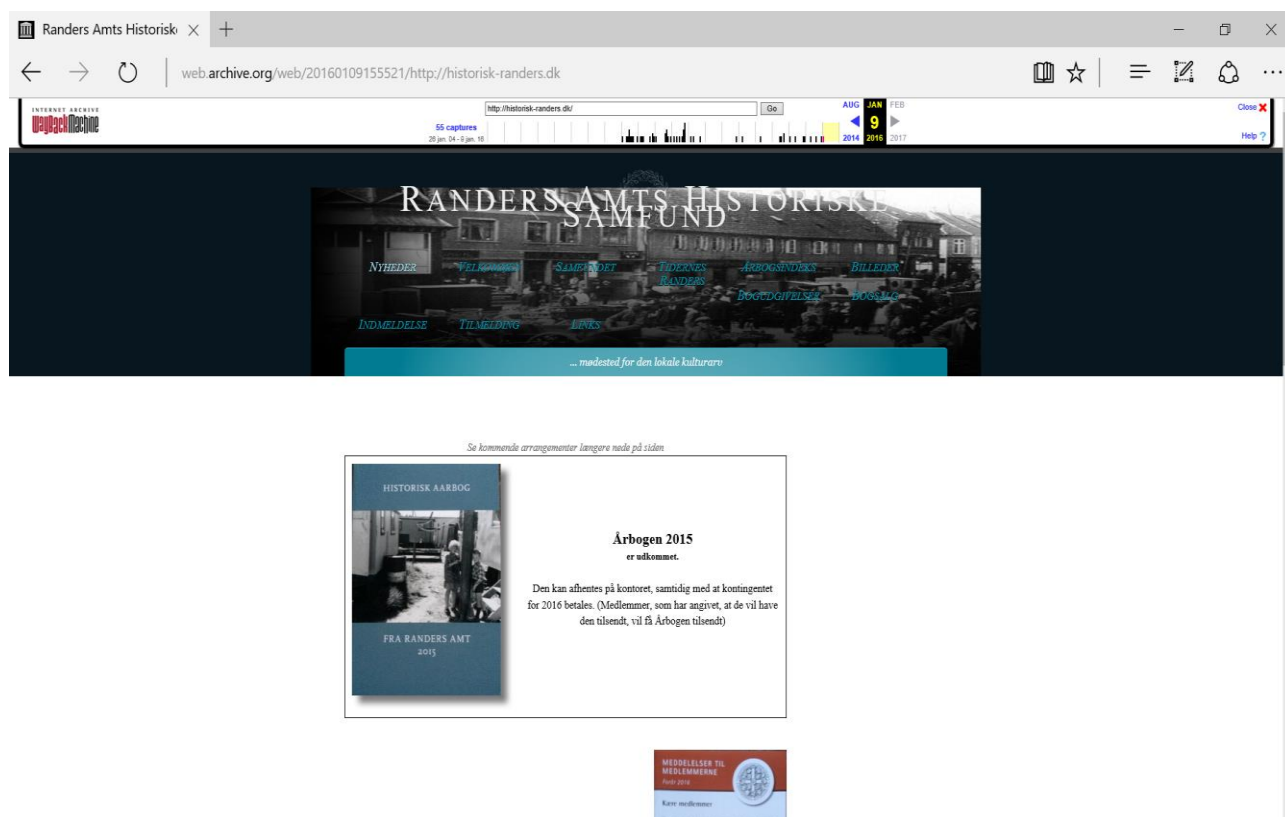 Randers Amts Historisk
web.archive.org/web/20160109155521/http://historisk-randers.dk
INTERNET ARCHIVE
WayBackMachine
http://historisk-randers.dk/
Go
AUG JAN FEB
Close
55 captures
9
26 jan. 04 - 9 jan. 16
2014 2016 2017
Help ?
RANDERS AMTS HISTORISKE
SAMFUND
NYHEDER VELKOMMEN SAMFUNDET TIDERNES RANDERS ÅRBOGSINDEKS BILLEDER
BOGUDGIVELSER BOGSALG
INDMELDELSE TILMELDING LINKS
... mødested for den lokale kulturarv
Se kommende arrangementer længere nede på siden
HISTORISK AARBOG
FRA RANDERS AMT
2015
Årbogen 2015
er udkommet.
Den kan afhentes på kontoret, samtidig med at kontingentet
for 2016 betales. (Medlemmer, som har angivet, at de vil have
den tilsendt, vil få Årbogen tilsendt)
MEDDELELSER TIL
MEDLEMMERNE
Forår 2016
Kære medlemmer